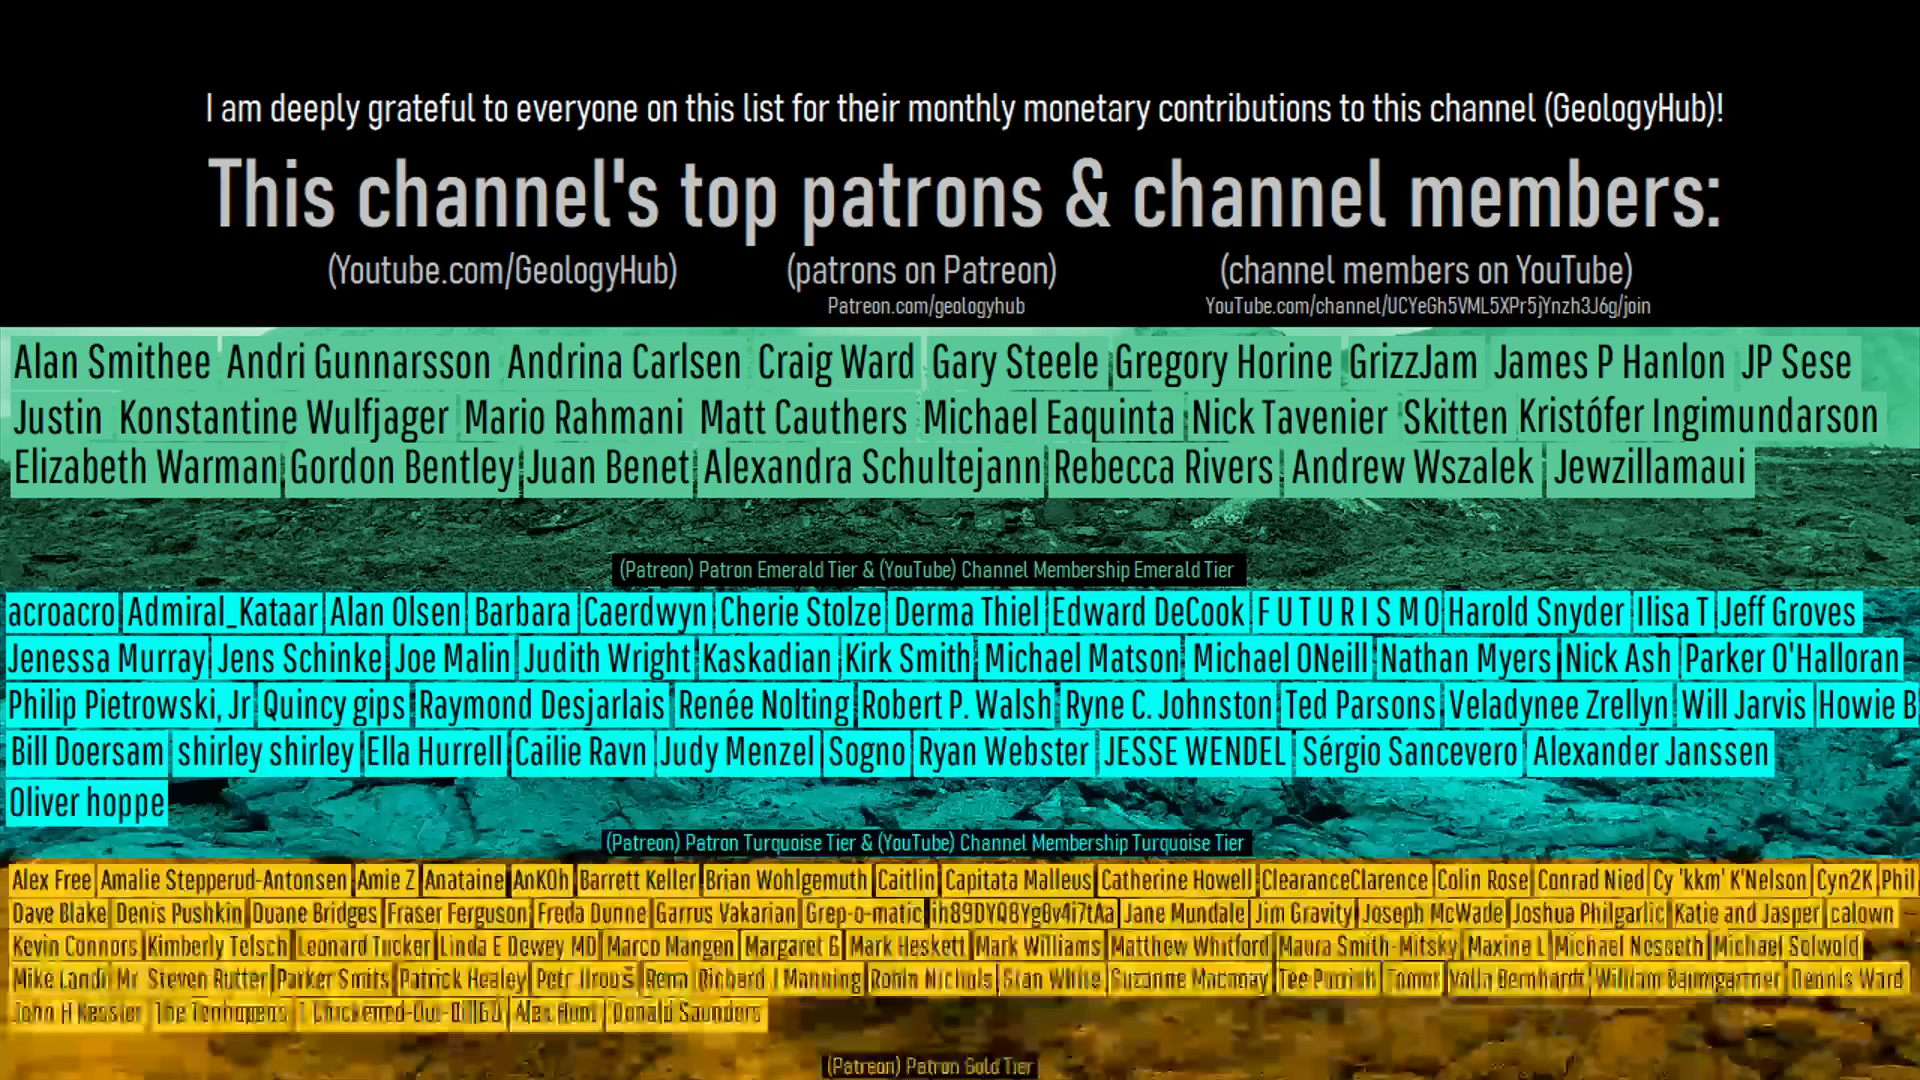 I am deeply grateful to everyone on this list for their monthly monetary contributions to this channel (GeologyHub)!
This channel's top patrons & channel members:
(Youtube.com/GeologyHub) (patrons on Patreon) (channel members on YouTube)
Patreon.com/geologyhub YouTube.com/channel/UCYeGh5VML5XPr5jYnzh3J6g/join
Alan Smithee Andri Gunnarsson Andrina Carlsen Craig Ward Gary Steele Gregory Horine GrizzJam James P Hanlon JP Sese
Justin Konstantine Wulfjager Mario Rahmani Matt Cauthers Michael Eaquinta Nick Tavenier Skitten Kristófer Ingimundarson
Elizabeth Warman Gordon Bentley Juan Benet Alexandra Schultejann Rebecca Rivers Andrew Wszalek Jewzillamaui
(Patreon) Patron Emerald Tier & (YouTube) Channel Membership Emerald Tier
acroacro Admiral_Kataar Alan Olsen Barbara Caerdwyn Cherie Stolze Derma Thiel Edward DeCook F U T U R I S M O Harold Snyder Ilisa T Jeff Groves
Jenessa Murray Jens Schinke Joe Malin Judith Wright Kaskadian Kirk Smith Michael Matson Michael ONeill Nathan Myers Nick Ash Parker O'Halloran
Philip Pietrowski, Jr Quincy gips Raymond Desjarlais Renée Nolting Robert P. Walsh Ryne C. Johnston Ted Parsons Veladynee Zrellyn Will Jarvis Howie B
Bill Doersam shirley shirley Ella Hurrell Cailie Ravn Judy Menzel Sogno Ryan Webster JESSE WENDEL Sérgio Sancevero Alexander Janssen
Oliver hoppe
(Patreon) Patron Turquoise Tier & (YouTube) Channel Membership Turquoise Tier
Alex Free Amalie Stepperud-Antonsen Amie Z Anataine AnKOh Barrett Keller Brian Wohlgemuth Caitlin Capitata Malleus Catherine Howell ClearanceClarence Colin Rose Conrad Nied Cy 'kkm' K'Nelson Cyn2K Phil
Dave Blake Denis Pushkin Duane Bridges Fraser Ferguson Freda Dunne Garrus Vakarian Grep-o-matic Jane Mundale Jim Gravity Joseph McWade Joshua Philgarlic Katie and Jasper calown
Kevin Connors Kimberly Telsch Leonard Tucker Linda E Dewey MD Marco Mangen Margaret G Mark Heskett Mark Williams Matthew Whitford Maura Smith-Mitsky Maxine L Michael Nesseth Michael Solwold
Mike Landi Mr Steven Rutter Parker Smits Patrick Healey Petr Rena Richard J Manning Robin Nichols Sean White Suzanne Tee William Baumgartner Dennis Ward
John H Kessler The Alex Hunt Donald Saunders
(Patreon) Patron Gold Tier